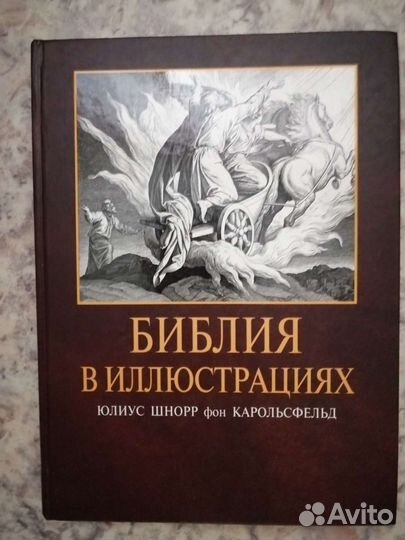 БИБЛИЯ
В ИЛЛЮСТРАЦИЯХ
ЮЛИУС ШНОРР фон КАРОЛЬСФЕЛЬД
Avito